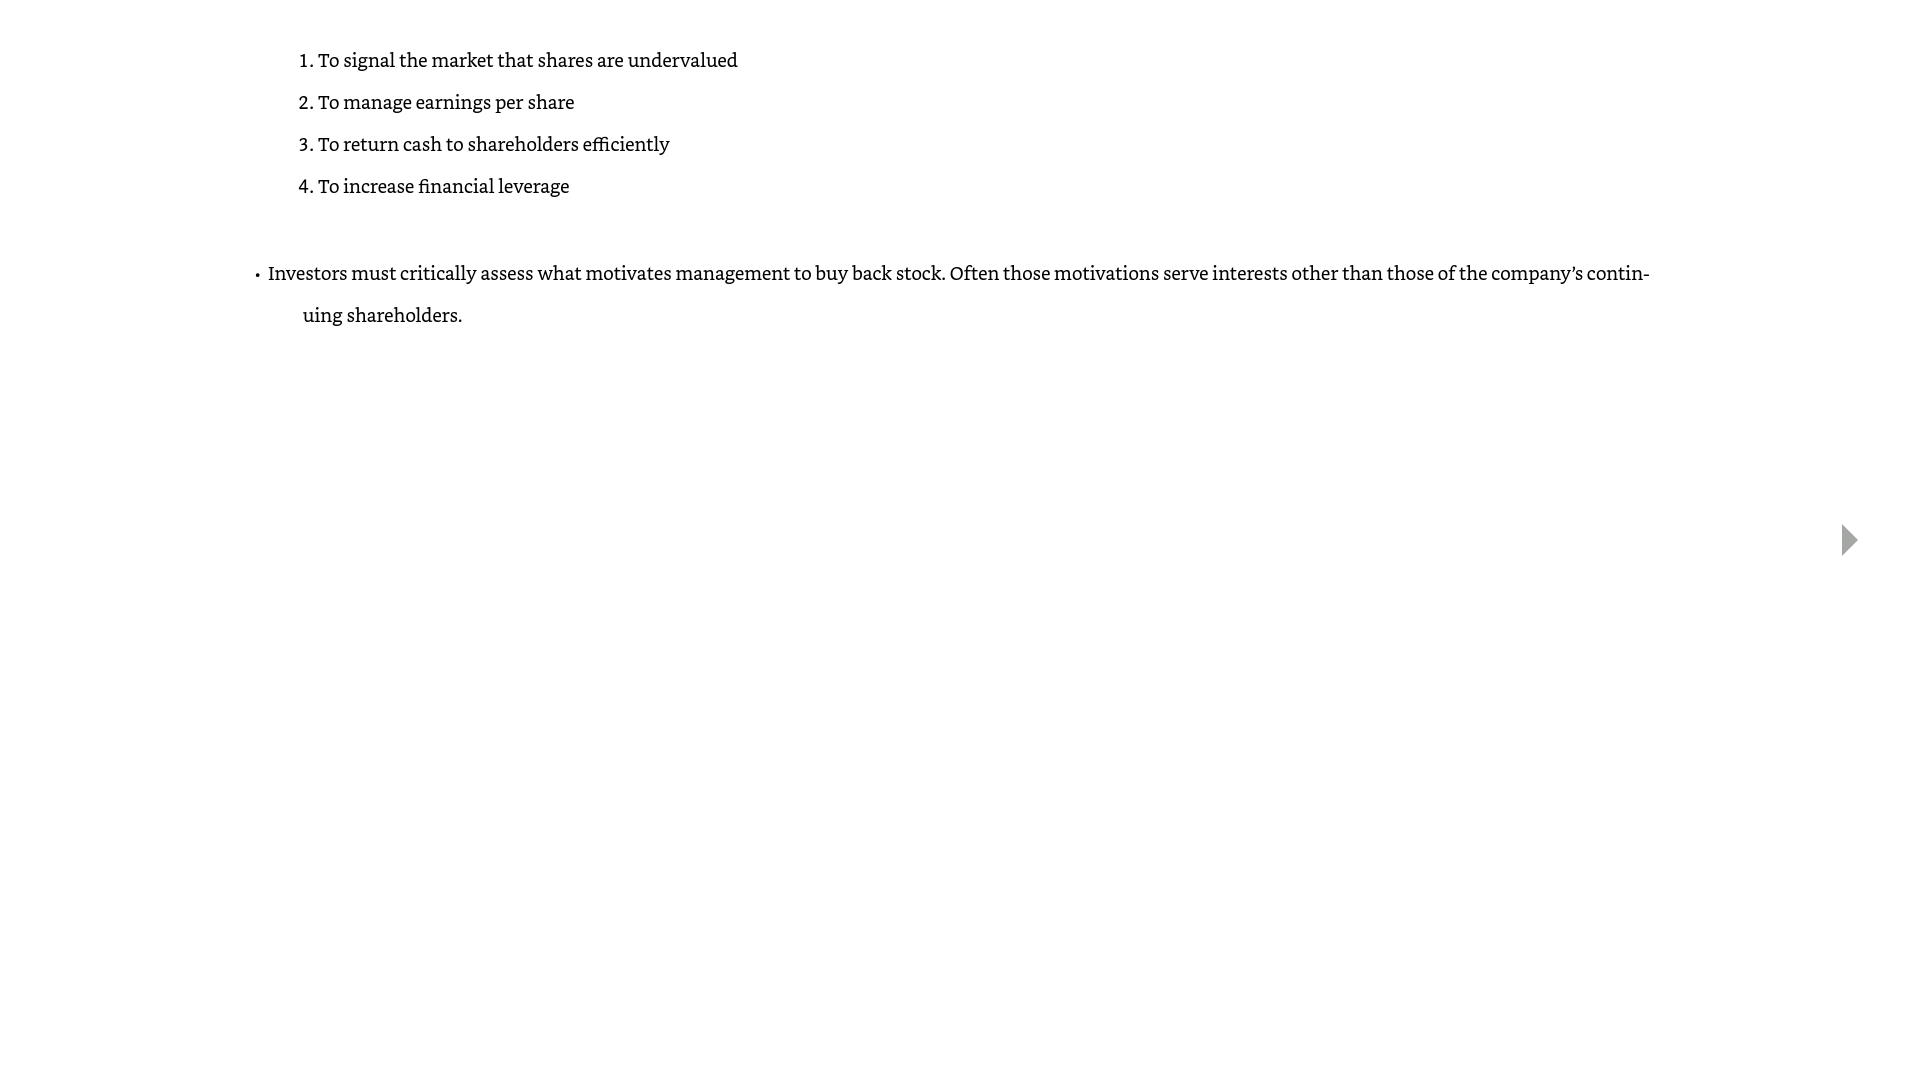 1. To signal the market that shares are undervalued
2. To manage earnings per share
3. To return cash to shareholders efficiently
4. To increase financial leverage
• Investors must critically assess what motivates management to buy back stock. Often those motivations serve interests other than those of the company’s contin-
uing shareholders.